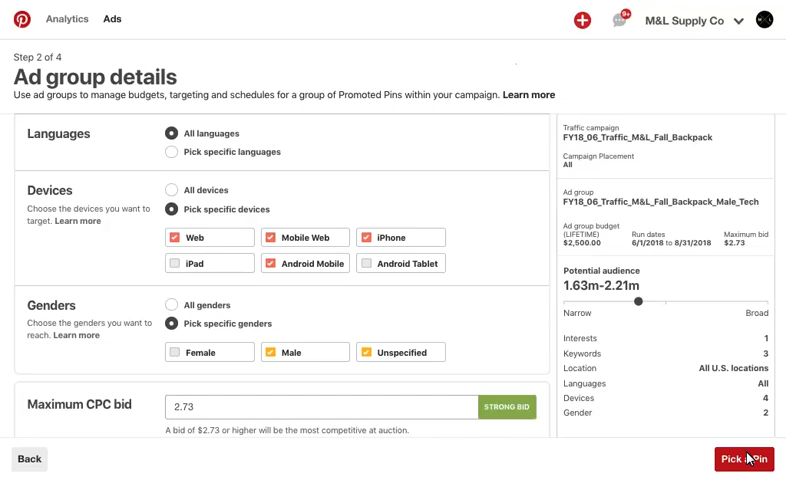 Analytics Ads 9+ M&L Supply Co
Step 2 of 4
Ad group details
Use ad groups to manage budgets, targeting and schedules for a group of Promoted Pins within your campaign. Learn more
Languages
All languages
Pick specific languages
Devices
Choose the devices you want to
target. Learn more
All devices
Pick specific devices
Web Mobile Web iPhone
iPad Android Mobile Android Tablet
Genders
Choose the genders you want to
reach. Learn more
All genders
Pick specific genders
Female Male Unspecified
Maximum CPC bid
2.73 STRONG BID
A bid of $2.73 or higher will be the most competitive at auction.
Traffic campaign
FY18_06_Traffic_M&L_Fall_Backpack
Campaign Placement
All
Ad group
FY18_06_Traffic_M&L_Fall_Backpack_Male_Tech
Ad group budget
(LIFETIME) Run dates Maximum bid
$2,500.00 6/1/2018 to 8/31/2018 $2.73
Potential audience
1.63m-2.21m
Narrow Broad
Interests 1
Keywords 3
Location All U.S. locations
Languages All
Devices 4
Gender 2
Back Pick a Pin